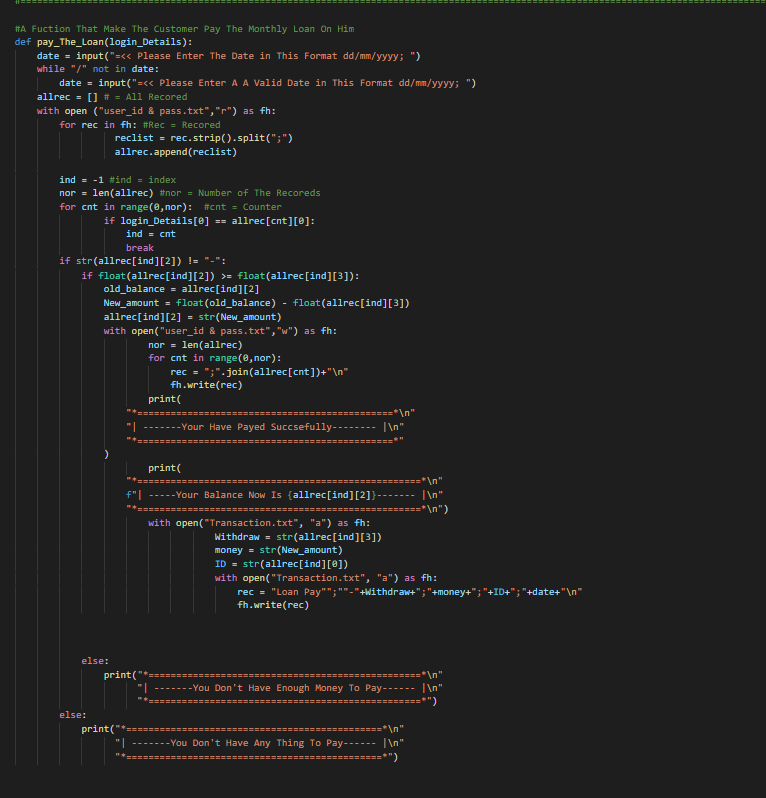 #A Fuction That Make The Customer Pay The Monthly Loan On Him
def pay_The_Loan(login_Details):
    date = input("=<< Please Enter The Date in This Format dd/mm/yyyy; ")
    while "/" not in date:
        date = input("=<< Please Enter A A Valid Date in This Format dd/mm/yyyy; ")
    allrec = [] # = All Recored
    with open ("user_id & pass.txt","r") as fh:
        for rec in fh: #Rec = Recored
                  reclist = rec.strip().split(";")
                  allrec.append(reclist)
        ind = -1 #ind = index
        nor = len(allrec) #nor = Number of The Recoreds
        for cnt in range(0,nor):  #cnt = Counter
                if login_Details[0] == allrec[cnt][0]:
                    ind = cnt
                    break
        if str(allrec[ind][2]) != "-":
            if float(allrec[ind][2]) >= float(allrec[ind][3]):
                old_balance = allrec[ind][2]
                New_amount = float(old_balance) - float(allrec[ind][3])
                allrec[ind][2] = str(New_amount)
                with open("user_id & pass.txt","w") as fh:
                        nor = len(allrec)
                        for cnt in range(0,nor):
                            rec = ";".join(allrec[cnt])+"\n"
                            fh.write(rec)
                        print(
                    "*==============================================*\n"
                    "| -------Your Have Payed Succsefully-------- |\n"
                    "*==============================================*"
                )
                        print(
                    "*===================================================*\n"
                    f"| -----Your Balance Now Is {allrec[ind][2]}------- |\n"
                    "*===================================================*\n")
                        with open("Transaction.txt", "a") as fh:
                                    Withdraw = str(allrec[ind][3])
                                    money = str(New_amount)
                                    ID = str(allrec[ind][0])
                                    with open("Transaction.txt", "a") as fh:
                                        rec = "Loan Pay"";""-"+Withdraw+";"+money+";"+ID+";"+date+"\n"
                                        fh.write(rec)
            else:
                print("*=================================================*\n"
                      "| -------You Don't Have Enough Money To Pay------ |\n"
                      "*=================================================*")
        else:
            print("*==============================================*\n"
                  "| -------You Don't Have Any Thing To Pay------ |\n"
                  "*==============================================*")